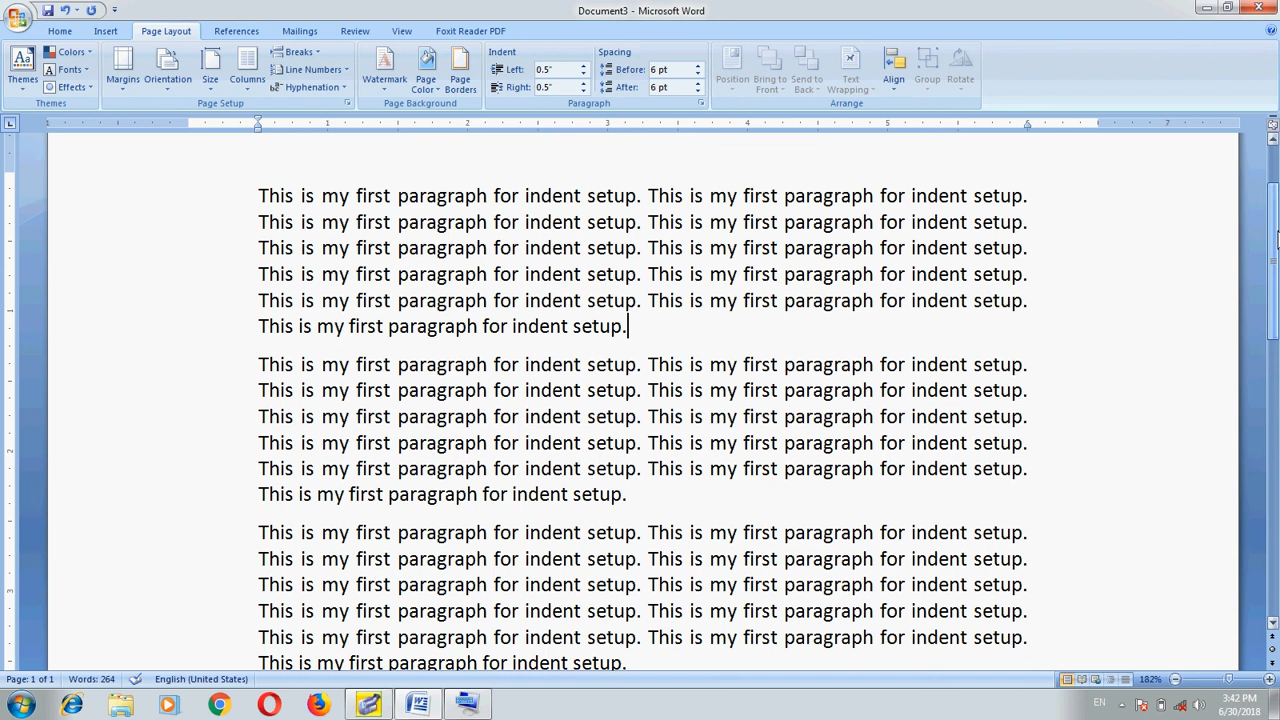 Document3 - Microsoft Word
Home Insert Page Layout References Mailings Review View Foxit Reader PDF
Themes Colors Fonts Effects Themes
Margins Orientation Size Columns Breaks Line Numbers Hyphenation Page Setup
Watermark Page Color Page Borders Page Background
Indent Spacing
Left: 0.5" Before: 6 pt
Right: 0.5" After: 6 pt
Paragraph
Position Bring to Front Send to Back Text Wrapping Align Group Rotate
Arrange
1 1 2 3 4 5 6 7
This is my first paragraph for indent setup. This is my first paragraph for indent setup.
This is my first paragraph for indent setup. This is my first paragraph for indent setup.
This is my first paragraph for indent setup. This is my first paragraph for indent setup.
This is my first paragraph for indent setup. This is my first paragraph for indent setup.
This is my first paragraph for indent setup. This is my first paragraph for indent setup.
This is my first paragraph for indent setup.
This is my first paragraph for indent setup. This is my first paragraph for indent setup.
This is my first paragraph for indent setup. This is my first paragraph for indent setup.
This is my first paragraph for indent setup. This is my first paragraph for indent setup.
This is my first paragraph for indent setup. This is my first paragraph for indent setup.
This is my first paragraph for indent setup. This is my first paragraph for indent setup.
This is my first paragraph for indent setup.
This is my first paragraph for indent setup. This is my first paragraph for indent setup.
This is my first paragraph for indent setup. This is my first paragraph for indent setup.
This is my first paragraph for indent setup. This is my first paragraph for indent setup.
This is my first paragraph for indent setup. This is my first paragraph for indent setup.
This is my first paragraph for indent setup. This is my first paragraph for indent setup.
This is my first paragraph for indent setup.
Page: 1 of 1 Words: 264 English (United States) 182%
EN 3:42 PM
6/30/2018